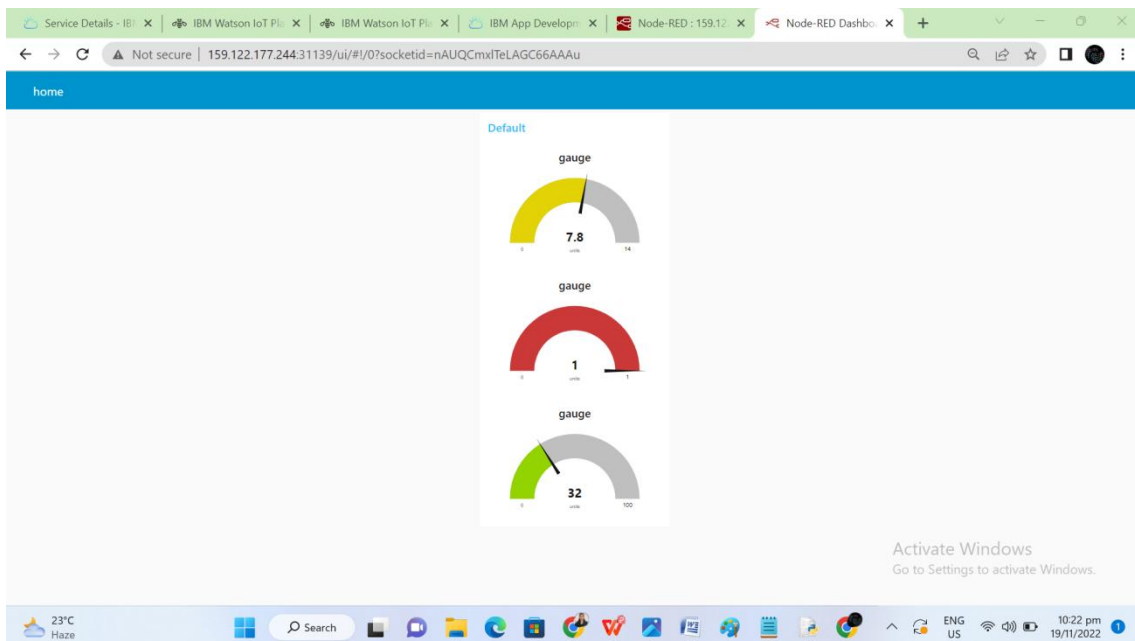 Service Details - IBM
IBM Watson IoT Pla
IBM Watson IoT Pla
IBM App Developm
Node-RED : 159.12
Node-RED Dashbo
Not secure | 159.122.177.244:31139/ui/#!/0?socketid=nAUQCmxlTeLAGC66AAAu
home
Default
gauge
7.8
0 units 14
gauge
1
0 units 1
gauge
32
0 units 100
Activate Windows
Go to Settings to activate Windows.
23°C
Haze
Search
ENG
US
10:22 pm
19/11/2022
1